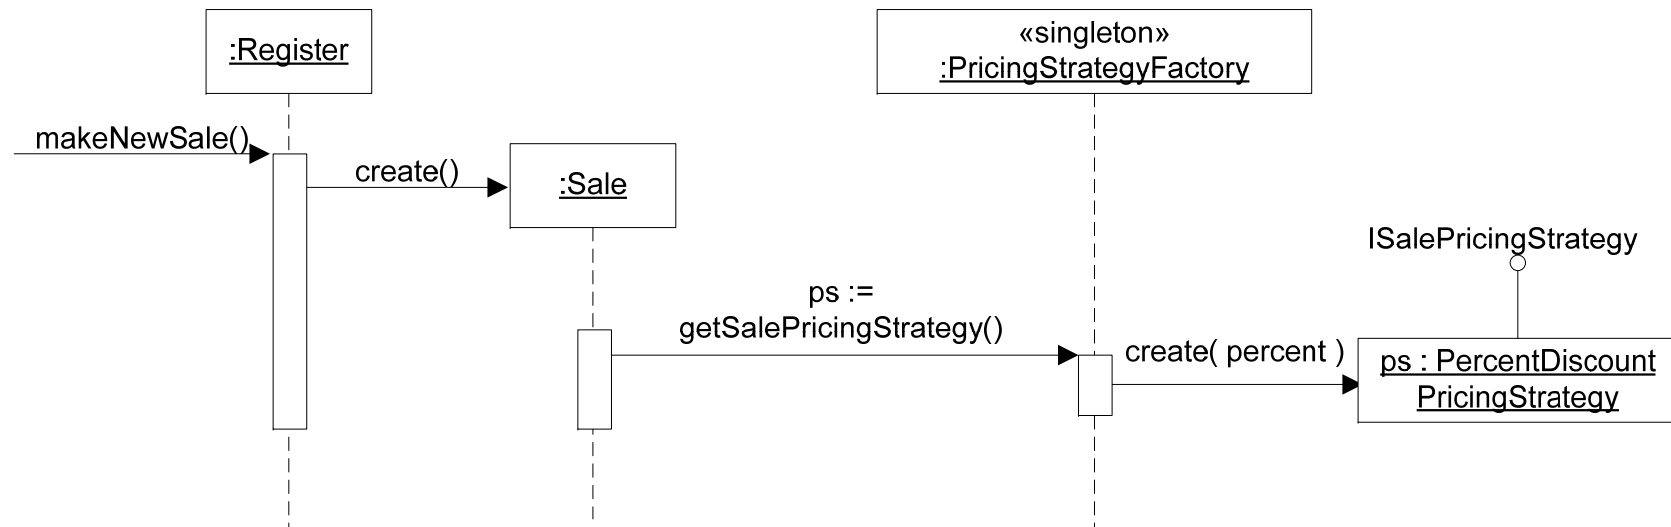 :Register
«singleton»
:PricingStrategyFactory
makeNewSale()
create()
:Sale
ISalePricingStrategy
ps :=
getSalePricingStrategy()
create( percent )
ps : PercentDiscount
PricingStrategy